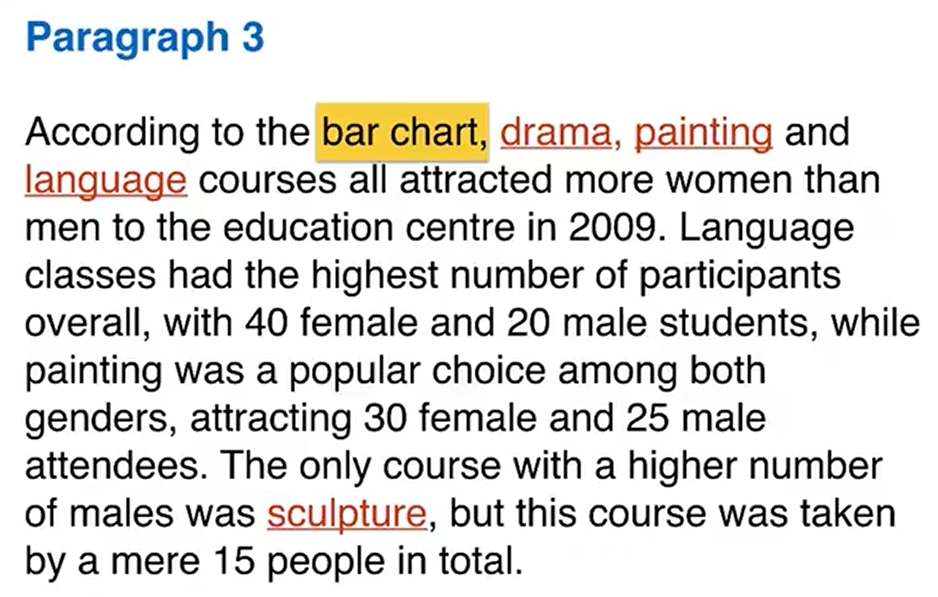 Paragraph 3
According to the bar chart, drama, painting and
language courses all attracted more women than
men to the education centre in 2009. Language
classes had the highest number of participants
overall, with 40 female and 20 male students, while
painting was a popular choice among both
genders, attracting 30 female and 25 male
attendees. The only course with a higher number
of males was sculpture, but this course was taken
by a mere 15 people in total.